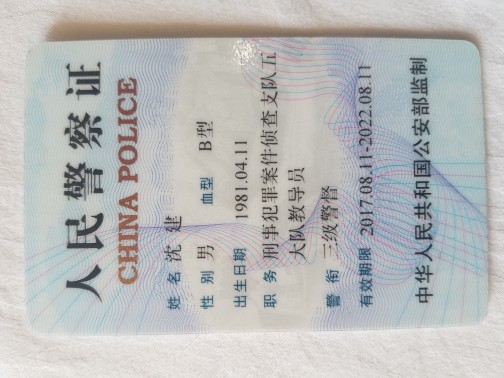 人民警察证
CHINA POLICE
姓名 沈建
性别 男 血型 B型
出生日期 1981.04.11
职务 刑事犯罪案件侦查支队五
大队教导员
警衔 三级警督
有效期限 2017.08.11-2022.08.11
中华人民共和国公安部监制